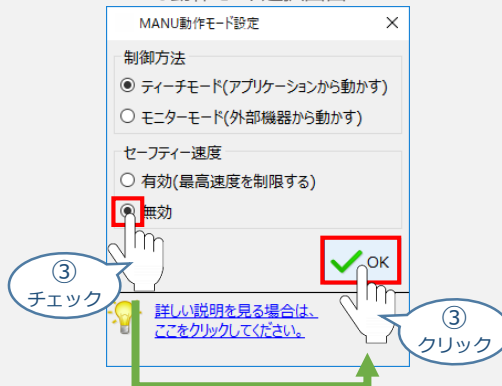 MANU動作モード設定
制御方法
ティーチモード(アプリケーションから動かす)
モニターモード(外部機器から動かす)
セーフティー速度
有効(最高速度を制限する)
無効
OK
③
チェック
詳しい説明を見る場合は、
ここをクリックしてください。
③
クリック